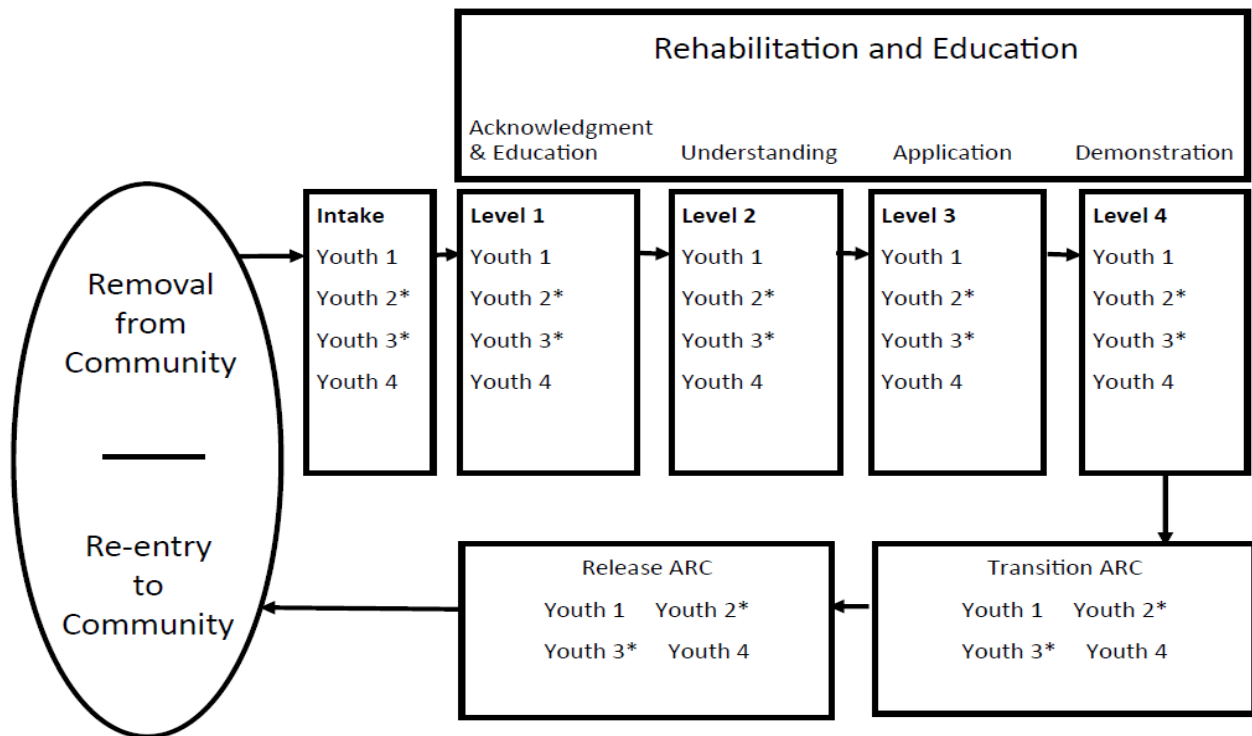 Rehabilitation and Education
Acknowledgment
& Education
Understanding
Application
Demonstration
Removal
from
Community
Re-entry
to
Community
Intake
Youth 1
Youth 2*
Youth 3*
Youth 4
Level 1
Youth 1
Youth 2*
Youth 3*
Youth 4
Level 2
Youth 1
Youth 2*
Youth 3*
Youth 4
Level 3
Youth 1
Youth 2*
Youth 3*
Youth 4
Level 4
Youth 1
Youth 2*
Youth 3*
Youth 4
Release ARC
Youth 1 Youth 2*
Youth 3* Youth 4
Transition ARC
Youth 1 Youth 2*
Youth 3* Youth 4